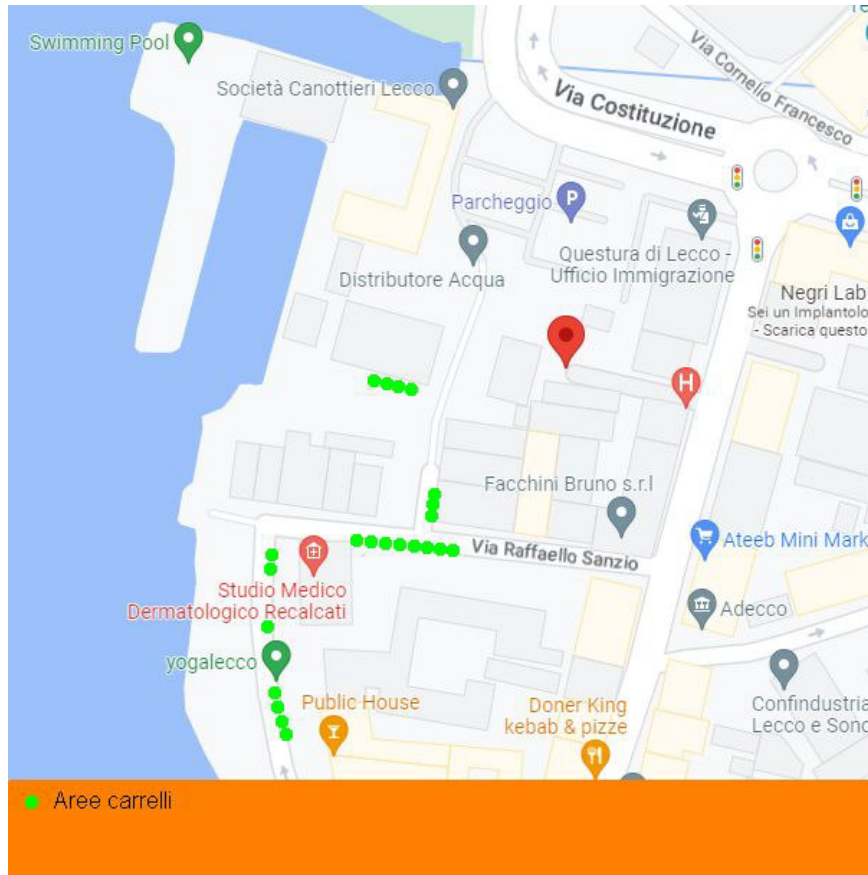 Swimming Pool
Società Canottieri Lecco
Via Costituzione
Via Cornelio Francesco
Parcheggio
P
Questura di Lecco -
Ufficio Immigrazione
Distributore Acqua
Negri Lab
Sei un Implantolo
- Scarica questo
H
Facchini Bruno s.r.l
Via Raffaello Sanzio
Ateeb Mini Mark
Studio Medico
Dermatologico Recalcati
Adecco
yogalecco
Public House
Doner King
kebab & pizze
Confindustria
Lecco e Sond
Aree carrelli